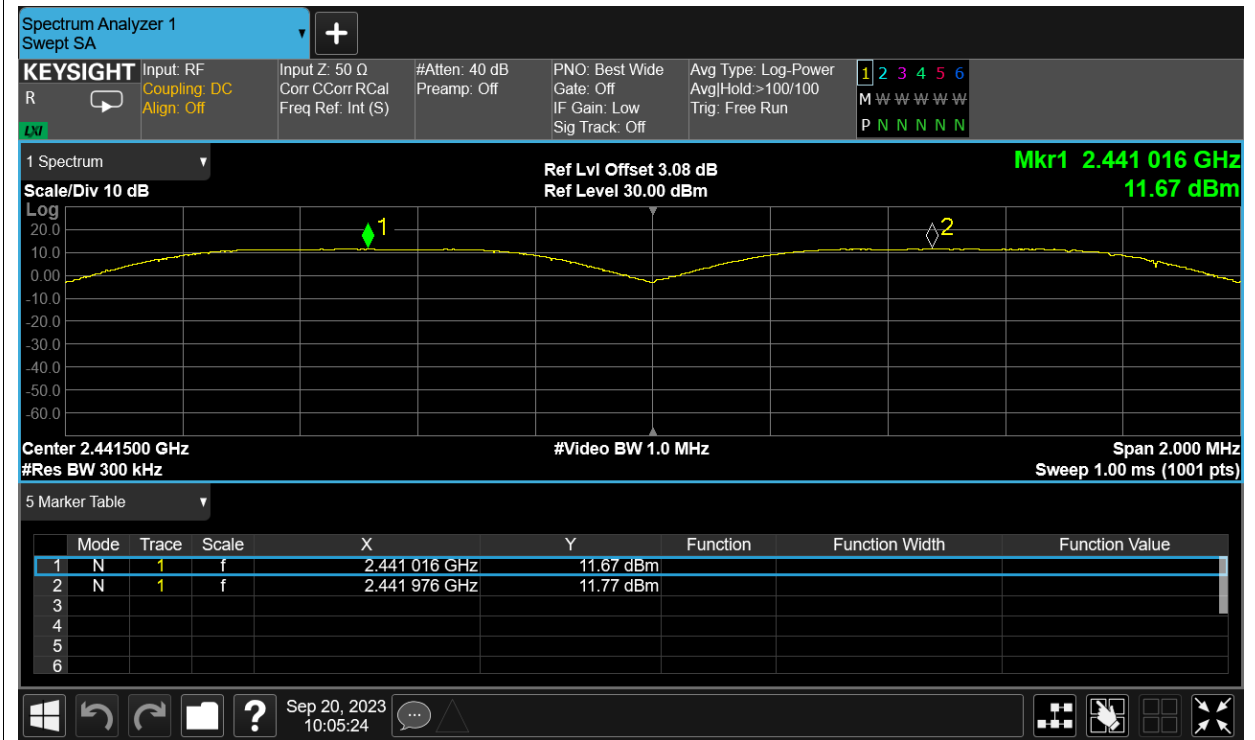 Spectrum Analyzer 1
Swept SA
KEYSIGHT
R
LXI
Input: RF
Coupling: DC
Align: Off
Input Z: 50 Ω
Corr CCorr RCal
Freq Ref: Int (S)
#Atten: 40 dB
Preamp: Off
PNO: Best Wide
Gate: Off
IF Gain: Low
Sig Track: Off
Avg Type: Log-Power
Avg|Hold:>100/100
Trig: Free Run
1 2 3 4 5 6
M W W W W W
P N N N N N
1 Spectrum
Scale/Div 10 dB
Ref Lvl Offset 3.08 dB
Ref Level 30.00 dBm
Mkr1 2.441 016 GHz
11.67 dBm
Log
20.0
10.0
0.00
-10.0
-20.0
-30.0
-40.0
-50.0
-60.0
1
2
Center 2.441500 GHz
#Video BW 1.0 MHz
Span 2.000 MHz
#Res BW 300 kHz
Sweep 1.00 ms (1001 pts)
5 Marker Table
Mode Trace Scale X Y Function Function Width Function Value
1 N 1 f 2.441 016 GHz 11.67 dBm
2 N 1 f 2.441 976 GHz 11.77 dBm
3
4
5
6
?
Sep 20, 2023
10:05:24